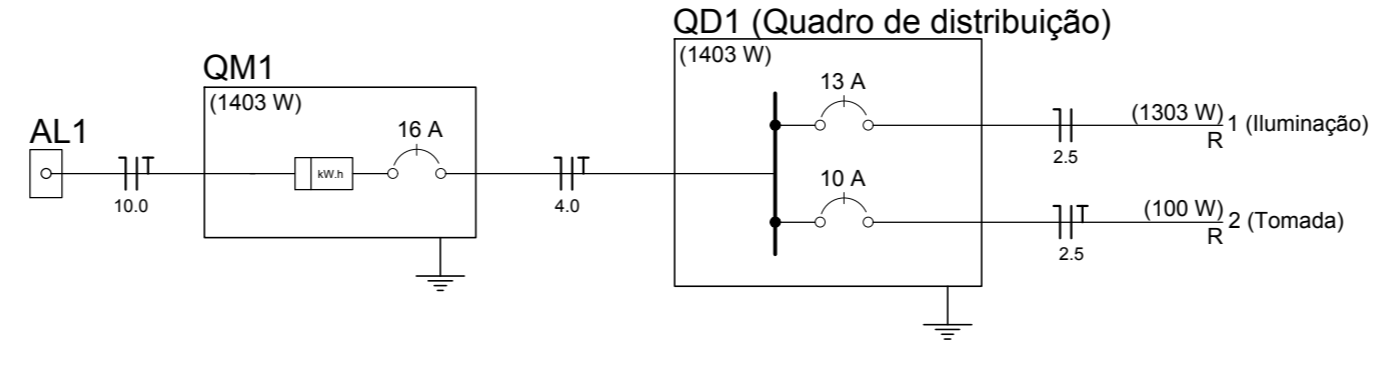 QD1 (Quadro de distribuição)
(1403 W)
QM1
(1403 W)
13 A
(1303 W)
1 (Iluminação)
R
AL1
16 A
2.5
kW.h
T
T
10.0
4.0
10 A
(100 W)
2 (Tomada)
T
R
2.5